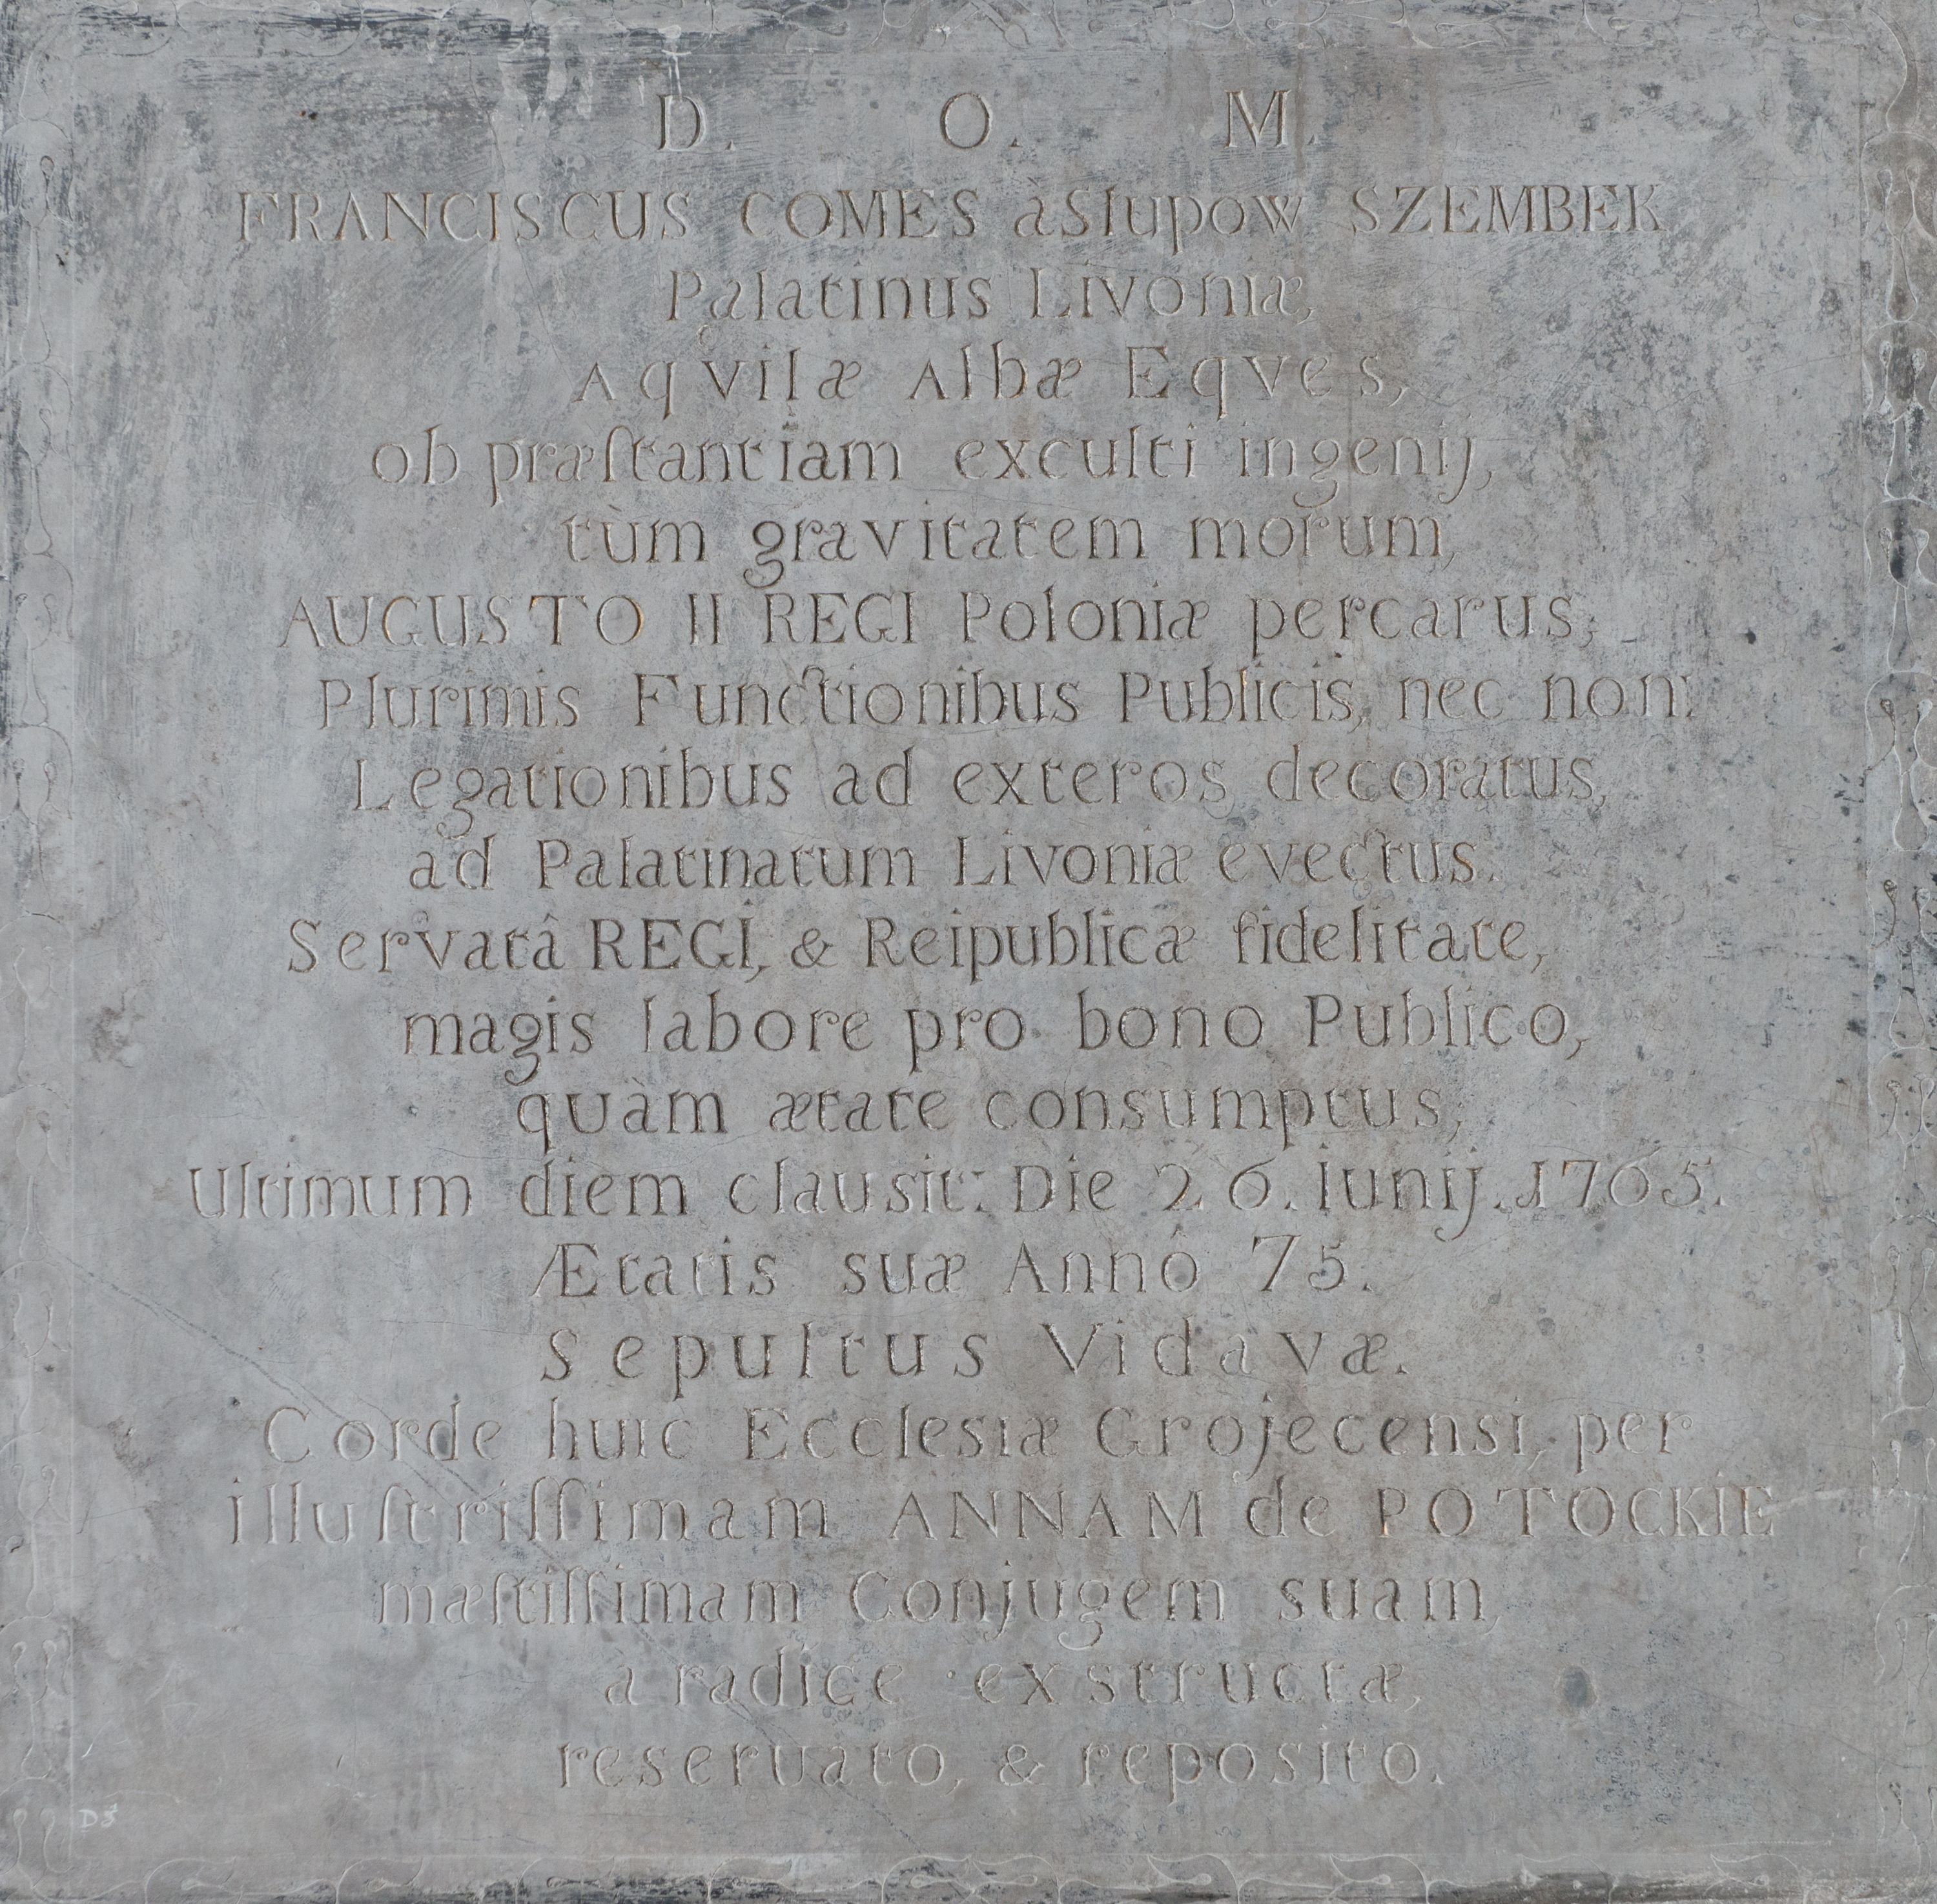 D. O. M.
FRANCISCUS COMES à Slupow SZEMBEK
Palatinus Livoniæ,
Aqvilæ Albæ Eqves,
ob præſtantiam exculti ingenij,
tùm gravitatem morum,
AUGUSTO II REGI Poloniæ percarus,
Plurimis Functionibus Publicis, nec non:
Legationibus ad exteros decoratus,
ad Palatinatum Livoniæ evectus.
Servatâ REGI, & Reipublicæ fidelitate,
magis labore pro bono Publico,
quàm ætate consumptus,
Ultimum diem clausit: Die 26. Iunij. 1765.
Ætatis suæ Annô 75.
Sepultus Vidavæ.
Corde huic Ecclesiæ Grojecensi, per
illuſtriſſimam ANNAM de POTOCKIE
mæſtiſſimam Conjugem suam,
a radice exstructæ,
reseruato, & reposito.